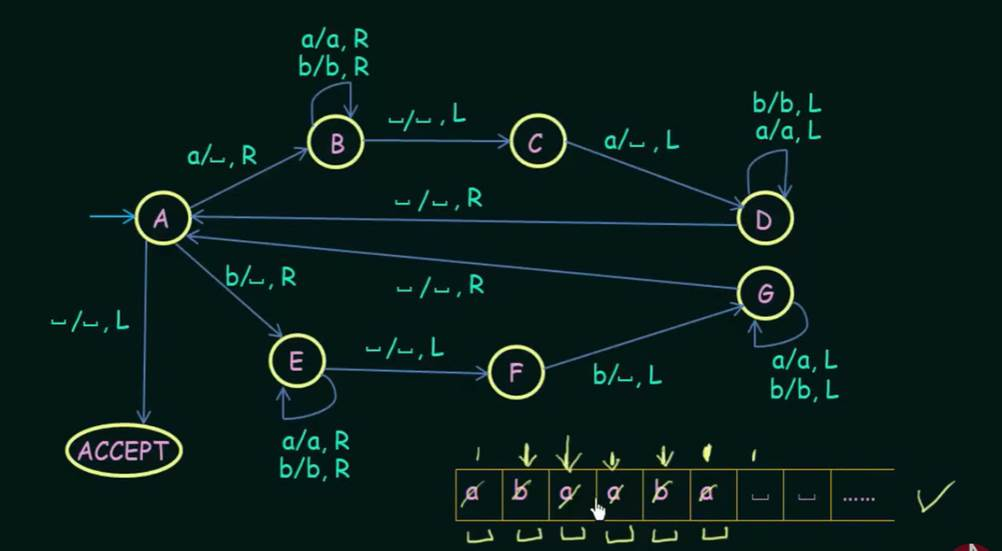 a/a, R
b/b, R
␣/␣, L
B
C
a/␣, R
a/␣, L
b/b, L
a/a, L
␣/␣, R
A
D
b/␣, R
␣/␣, R
G
␣/␣, L
E
␣/␣, L
F
b/␣, L
a/a, L
b/b, L
ACCEPT
a/a, R
b/b, R
a b a a b a ␣ ␣ ......
␣ ␣ ␣ ␣ ␣ ␣